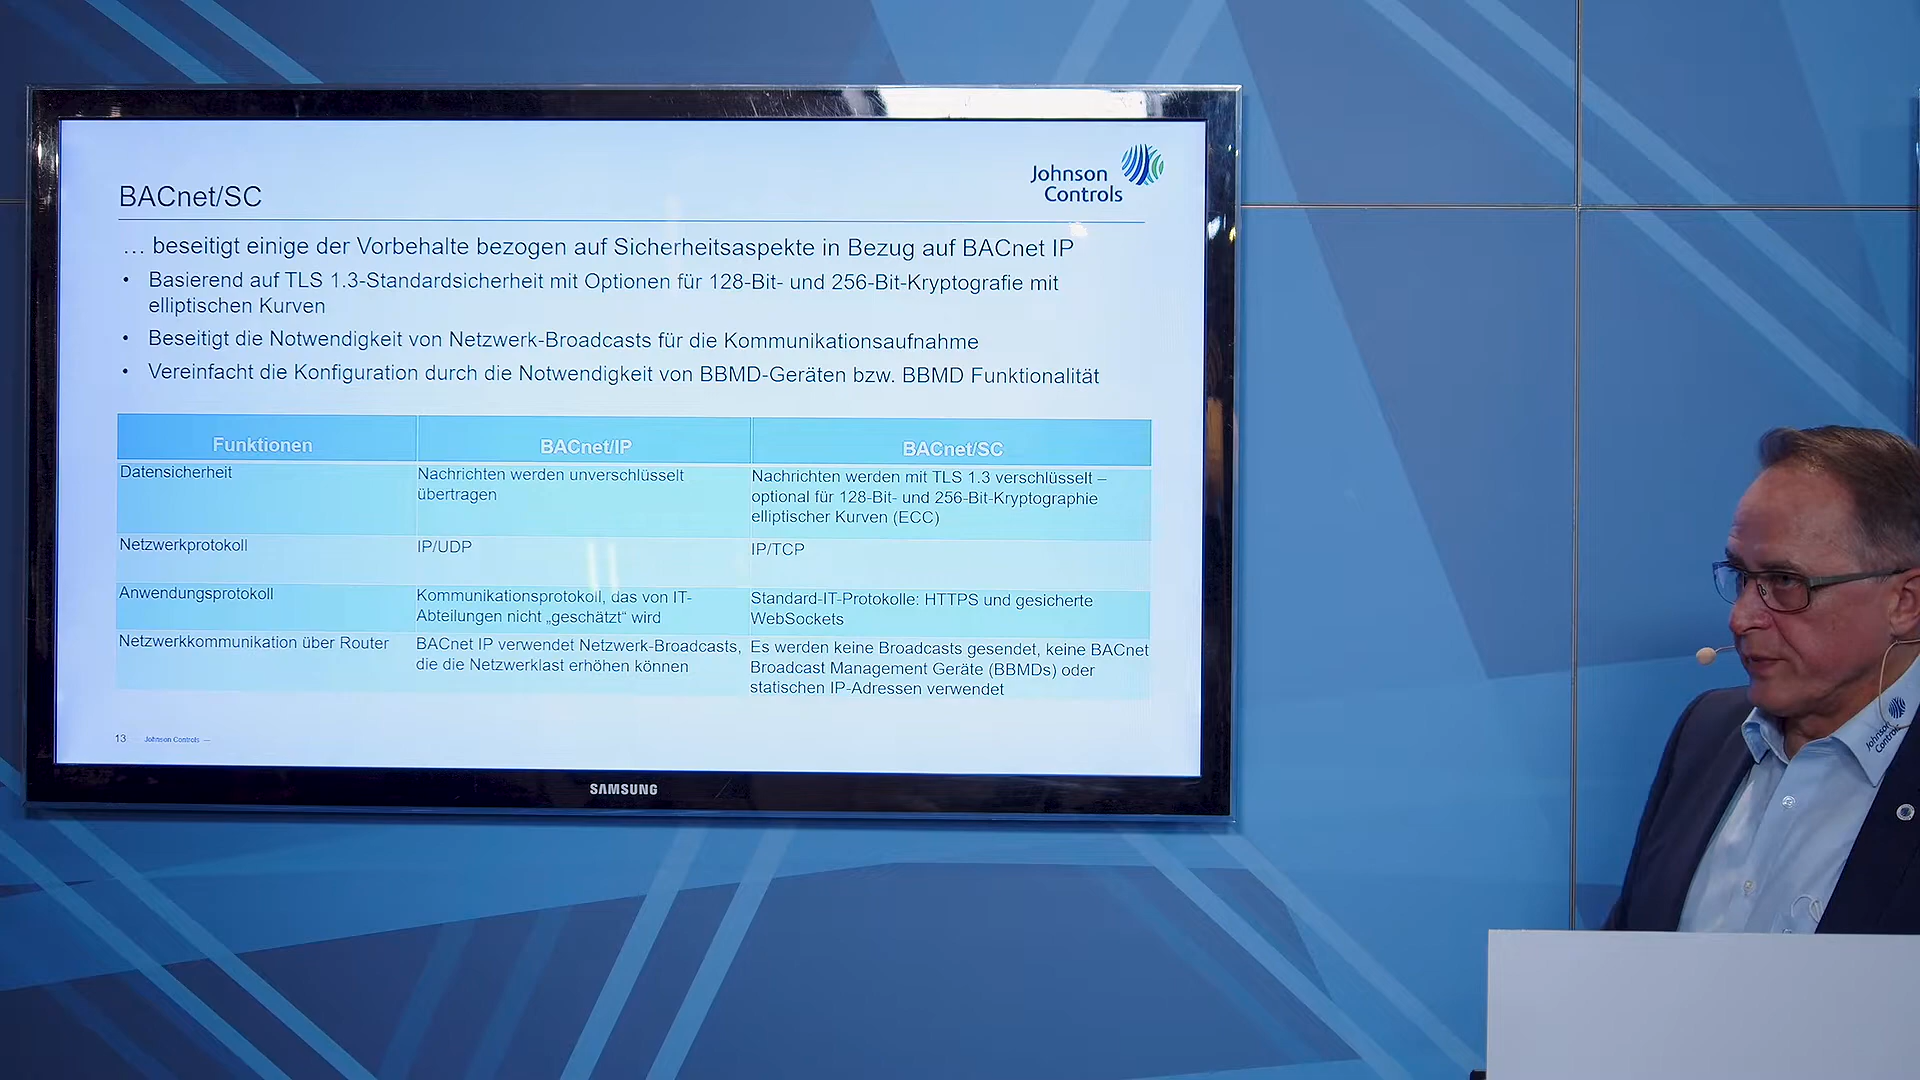 Johnson
Controls
BACnet/SC
… beseitigt einige der Vorbehalte bezogen auf Sicherheitsaspekte in Bezug auf BACnet IP
• Basierend auf TLS 1.3-Standardsicherheit mit Optionen für 128-Bit- und 256-Bit-Kryptografie mit
elliptischen Kurven
• Beseitigt die Notwendigkeit von Netzwerk-Broadcasts für die Kommunikationsaufnahme
• Vereinfacht die Konfiguration durch die Notwendigkeit von BBMD-Geräten bzw. BBMD Funktionalität
Funktionen
BACnet/IP
BACnet/SC
Datensicherheit
Nachrichten werden unverschlüsselt
übertragen
Nachrichten werden mit TLS 1.3 verschlüsselt –
optional für 128-Bit- und 256-Bit-Kryptographie
elliptischer Kurven (ECC)
Netzwerkprotokoll
IP/UDP
IP/TCP
Anwendungsprotokoll
Kommunikationsprotokoll, das von IT-
Abteilungen nicht „geschätzt“ wird
Standard-IT-Protokolle: HTTPS und gesicherte
WebSockets
Netzwerkkommunikation über Router
BACnet IP verwendet Netzwerk-Broadcasts,
die die Netzwerklast erhöhen können
Es werden keine Broadcasts gesendet, keine BACnet
Broadcast Management Geräte (BBMDs) oder
statischen IP-Adressen verwendet
13 Johnson Controls —
SAMSUNG
Johnson
Controls